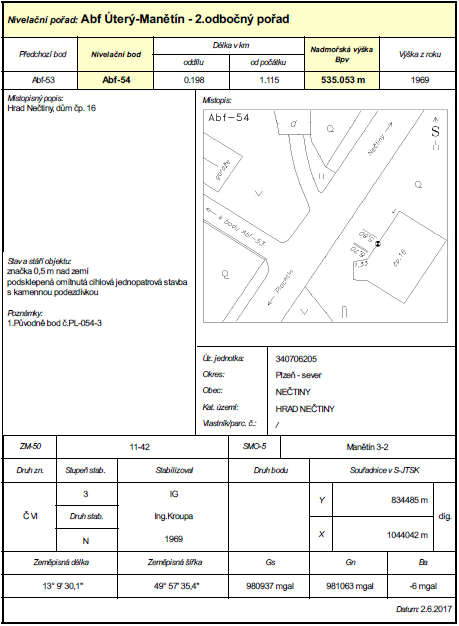 Nivelační pořad: Abf Úterý-Manětín - 2.odbočný pořad
Předchozí bod
Nivelační bod
Délka v km
oddílu
od počátku
Nadmořská výška
Bpv
Výška z roku
Abf-53
Abf-54
0.198
1.115
535.053 m
1969
Místopisný popis:
Hrad Nečtiny, dům čp. 16
Místopis:
Abf-54
d
Q
Nečtiny
S
garáže
V
II
Q
x bodu Abf-53
Q
Plachtín
7,33
čp.16
Q
V
n
Stav a stáří objektu:
značka 0,5 m nad zemí
podsklepená omítnutá cihlová jednopatrová stavba
s kamennou podezdívkou
Poznámky:
1.Původně bod č.PL-054-3
Úz. jednotka: 340706205
Okres: Plzeň - sever
Obec: NEČTINY
Kat. území: HRAD NEČTINY
Vlastník/parc. č.: /
ZM-50
11-42
SMO-5
Manětín 3-2
Druh zn.
Stupeň stab.
Stabilizoval
Druh bodu
Souřadnice v S-JTSK
Č VI
3
Druh stab.
N
IG
Ing.Kroupa
1969
Y 834485 m
X 1044042 m
dig.
Zeměpisná délka
Zeměpisná šířka
Gs
Gn
Ba
13° 9' 30,1"
49° 57' 35,4"
980937 mgal
981063 mgal
-6 mgal
Datum: 2.6.2017